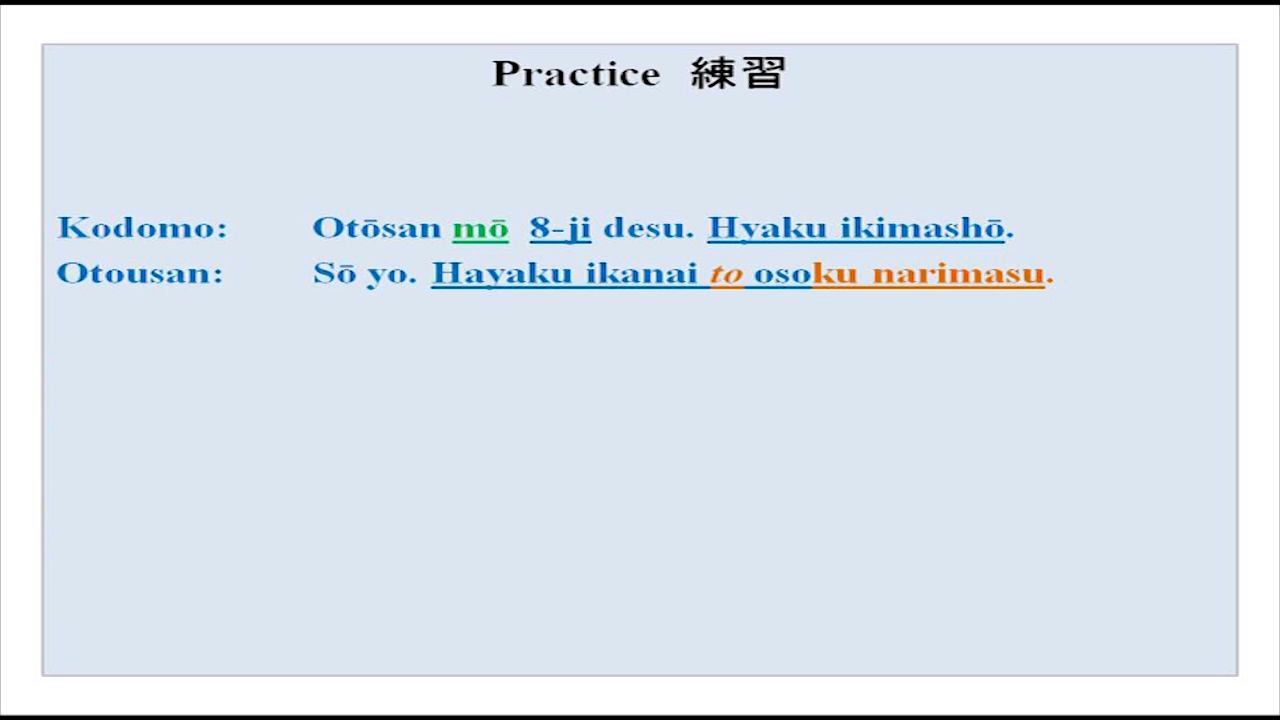 Practice 練習
Kodomo: Otōsan mō 8-ji desu. Hyaku ikimashō.
Otousan: Sō yo. Hayaku ikanai to osoku narimasu.